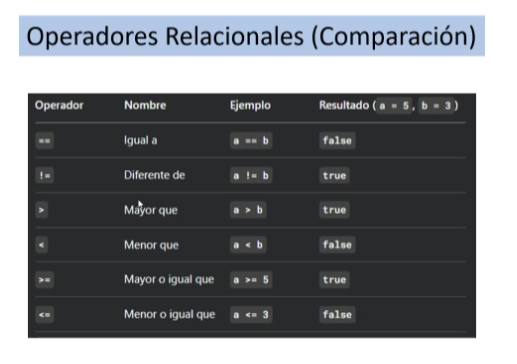 Operadores Relacionales (Comparación)
Operador Nombre Ejemplo Resultado ( a = 5 , b = 3 )
== Igual a a == b false
!= Diferente de a != b true
> Mayor que a > b true
< Menor que a < b false
>= Mayor o igual que a >= 5 true
<= Menor o igual que a <= 3 false